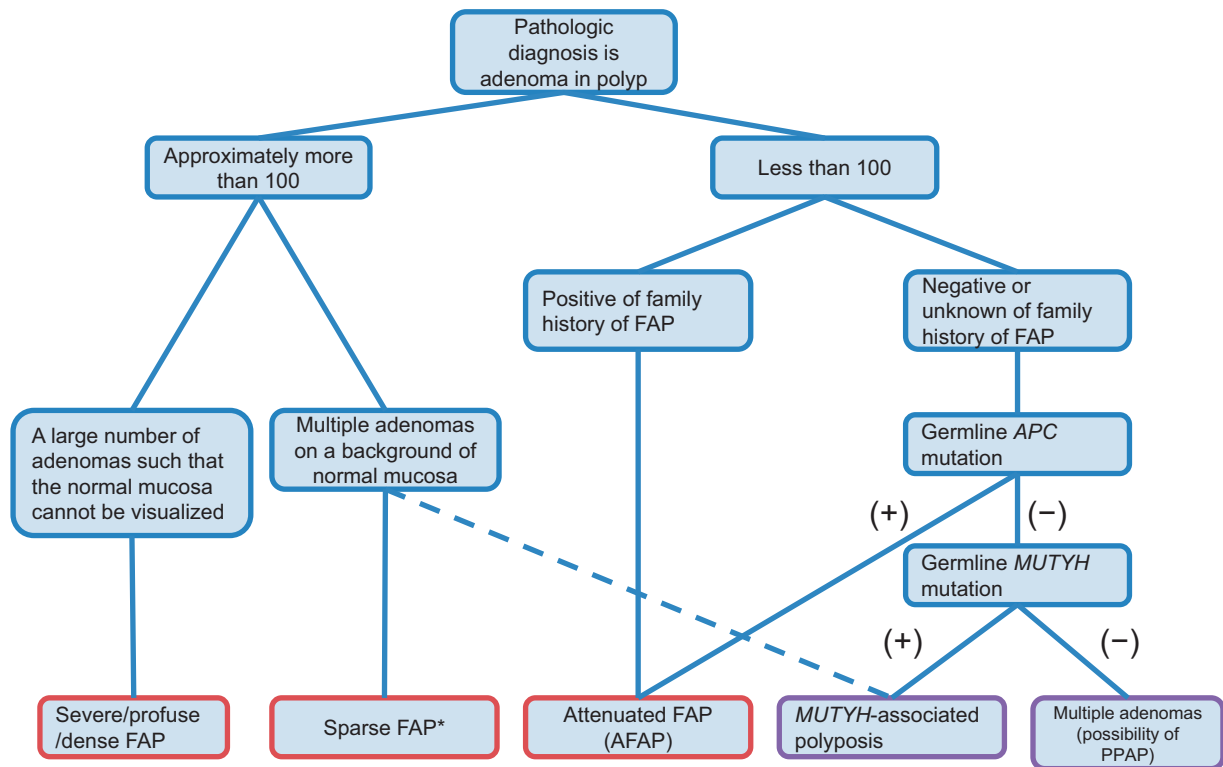 Pathologic
diagnosis is
adenoma in polyp
Approximately more
than 100
Less than 100
Positive of family
history of FAP
Negative or
unknown of family
history of FAP
A large number of
adenomas such that
the normal mucosa
cannot be visualized
Multiple adenomas
on a background of
normal mucosa
Germline APC
mutation
(+)
(−)
Germline MUTYH
mutation
(+)
(−)
Severe/profuse
/dense FAP
Sparse FAP*
Attenuated FAP
(AFAP)
MUTYH-associated
polyposis
Multiple adenomas
(possibility of
PPAP)